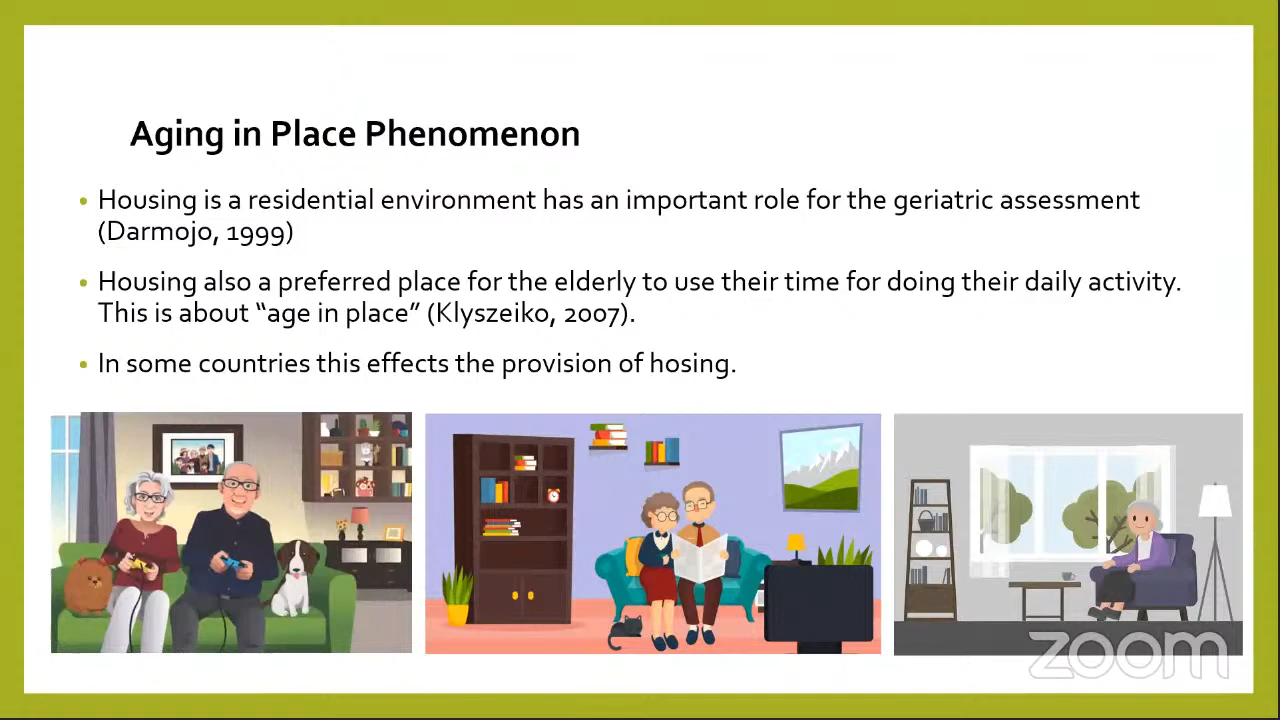 Aging in Place Phenomenon
• Housing is a residential environment has an important role for the geriatric assessment
(Darmojo, 1999)
• Housing also a preferred place for the elderly to use their time for doing their daily activity.
This is about “age in place” (Klyszeiko, 2007).
• In some countries this effects the provision of hosing.
zoom